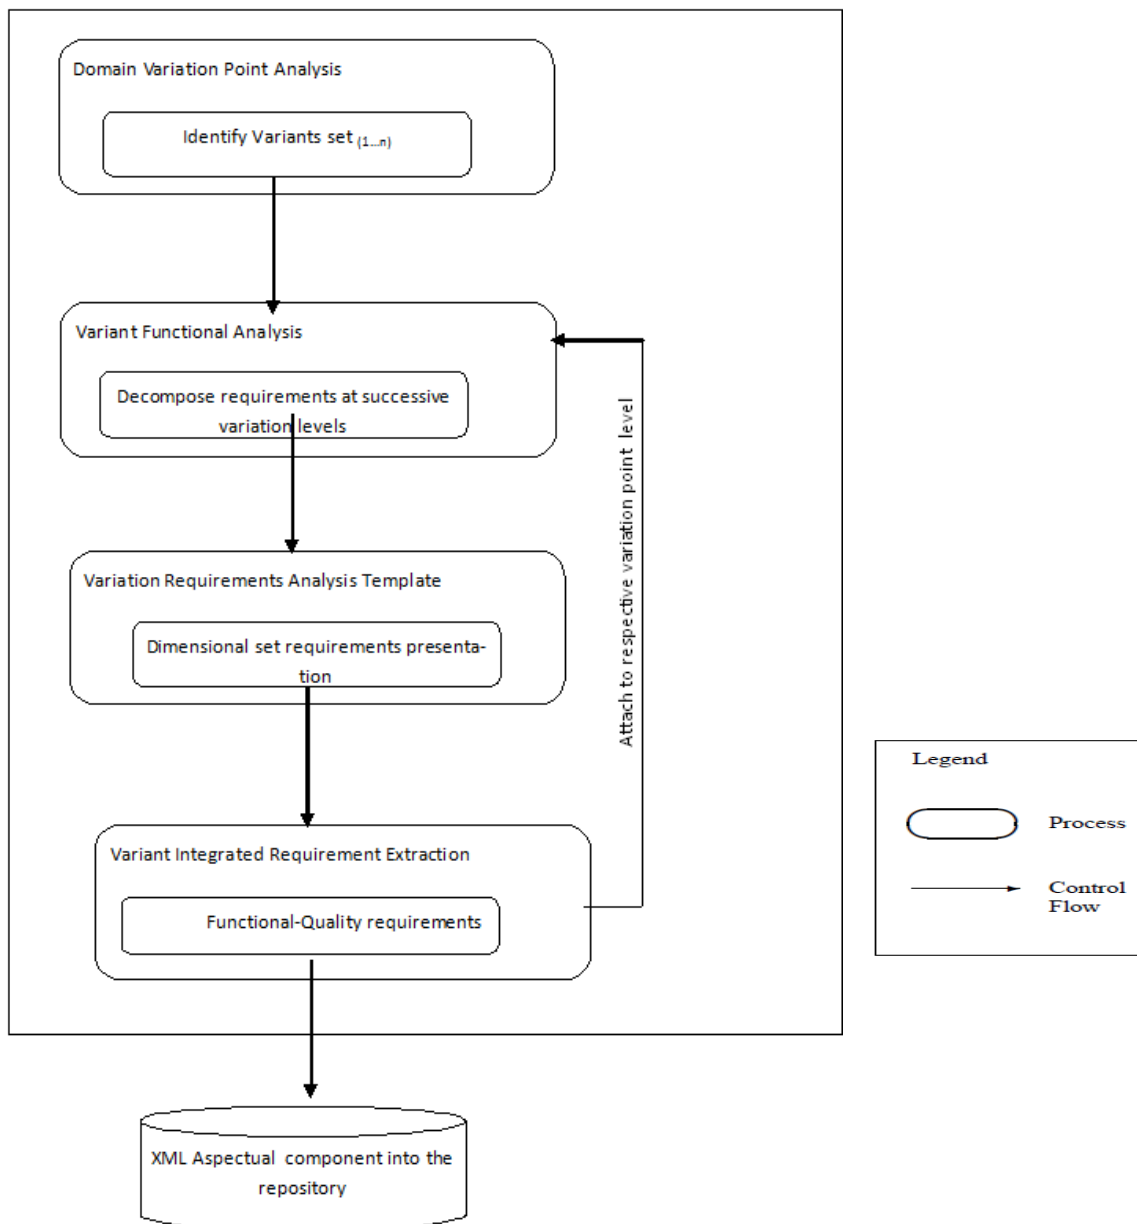 Domain Variation Point Analysis
Identify Variants set (1...n)
Variant Functional Analysis
Decompose requirements at successive
variation levels
Attach to respective variation point level
Variation Requirements Analysis Template
Dimensional set requirements presenta-
tion
Variant Integrated Requirement Extraction
Functional-Quality requirements
XML Aspectual component into the
repository
Legend
Process
Control
Flow